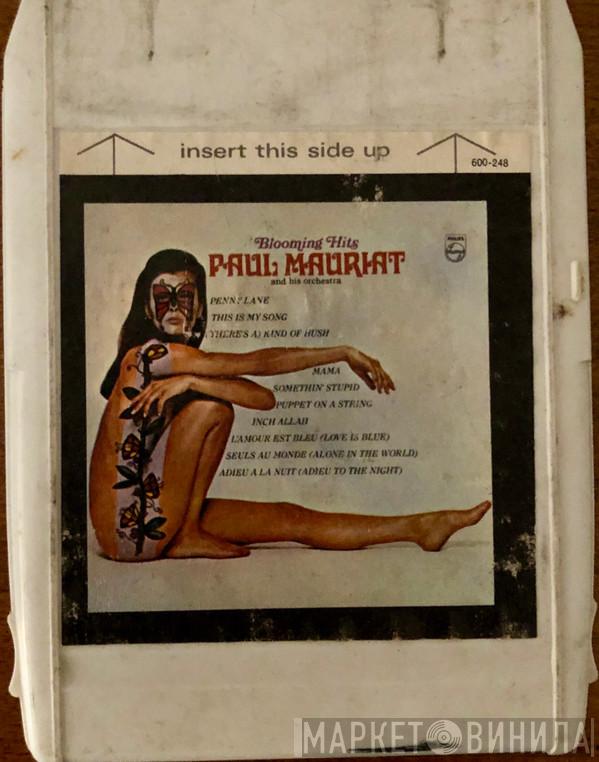 insert this side up
600-248
Blooming Hits
PHILIPS
PAUL MAURIAT
and his orchestra
PENNY LANE
THIS IS MY SONG
(THERE'S A) KIND OF HUSH
MAMA
SOMETHIN' STUPID
PUPPET ON A STRING
INCH ALLAH
L'AMOUR EST BLEU (LOVE IS BLUE)
SEULS AU MONDE (ALONE IN THE WORLD)
ADIEU A LA NUIT (ADIEU TO THE NIGHT)
МАРКЕТ ВИНИЛА